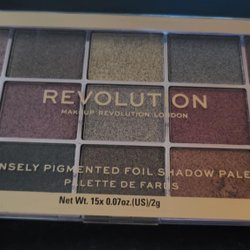 REVOLUTION
MAKEUP REVOLUTION LONDON
NSELY PIGMENTED FOIL SHADOW PALE
PALETTE DE FARDS
Net Wt. 15x 0.07oz.(US)/2g